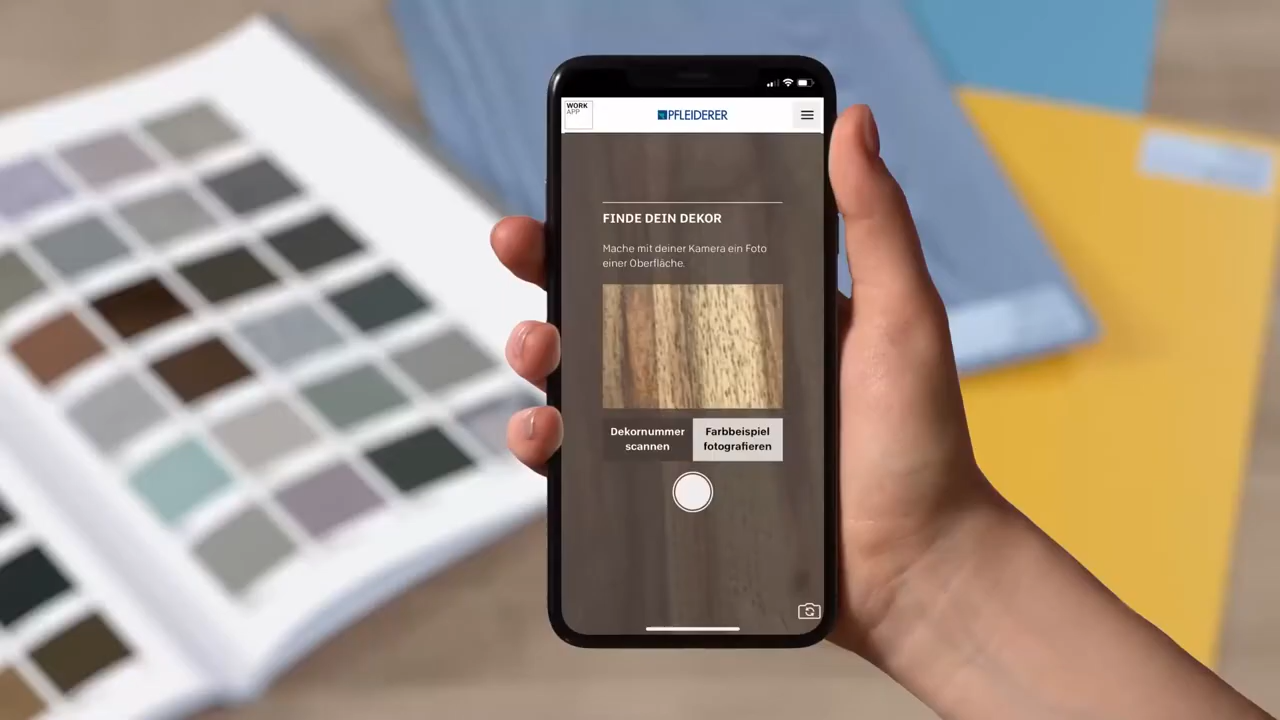 WORK
APP
PFLEIDERER
FINDE DEIN DEKOR
Mache mit deiner Kamera ein Foto
einer Oberfläche.
Dekornummer
scannen
Farbbeispiel
fotografieren